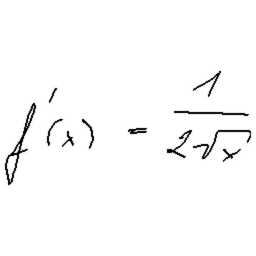 f'(x) = 1/(2√x)